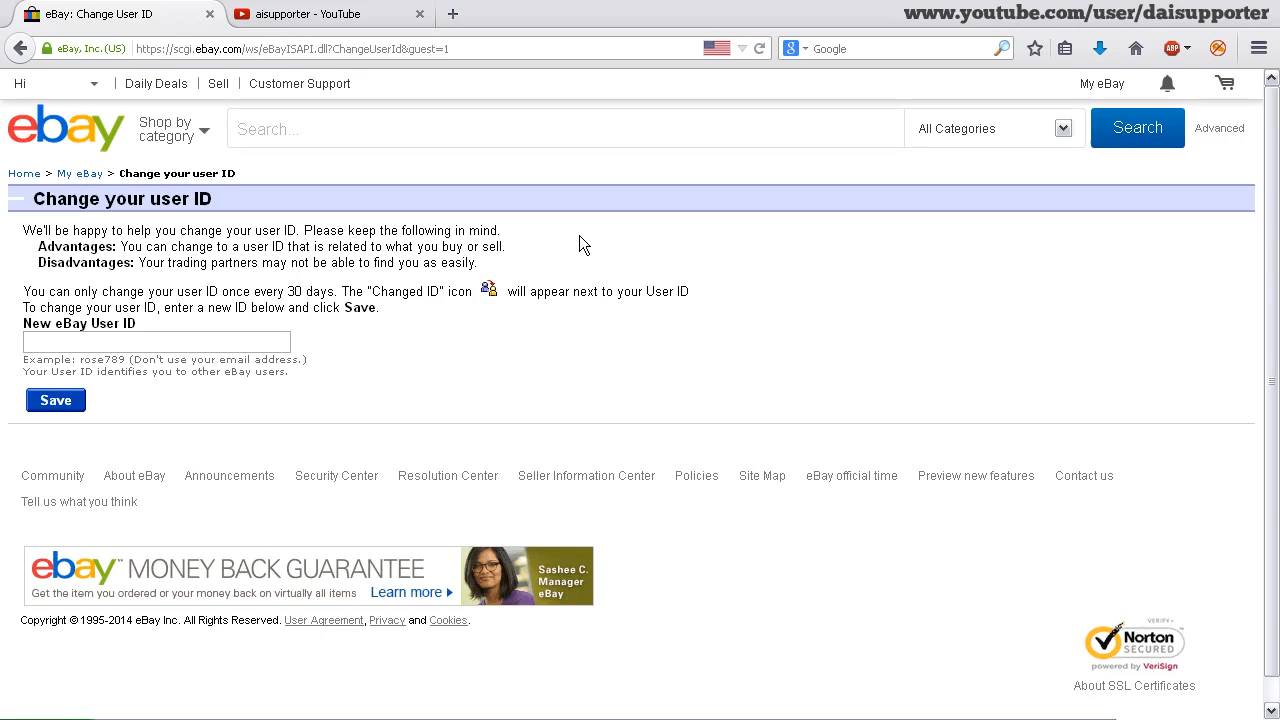 www.youtube.com/user/daisupporter
eBay: Change User ID
aisupporter - YouTube
eBay, Inc. (US)
https://scgi.ebay.com/ws/eBayISAPI.dll?ChangeUserId&guest=1
Google
ABP
Hi
Daily Deals
Sell
Customer Support
My eBay
ebay
Shop by
category
Search...
All Categories
Search
Advanced
Home > My eBay > Change your user ID
Change your user ID
We'll be happy to help you change your user ID. Please keep the following in mind.
Advantages: You can change to a user ID that is related to what you buy or sell.
Disadvantages: Your trading partners may not be able to find you as easily.
You can only change your user ID once every 30 days. The "Changed ID" icon will appear next to your User ID
To change your user ID, enter a new ID below and click Save.
New eBay User ID
Example: rose789 (Don't use your email address.)
Your User ID identifies you to other eBay users.
Save
Community About eBay Announcements Security Center Resolution Center Seller Information Center Policies Site Map eBay official time Preview new features Contact us
Tell us what you think
ebay™ MONEY BACK GUARANTEE
Get the item you ordered or your money back on virtually all items Learn more
Sashee C.
Manager
eBay
Copyright © 1995-2014 eBay Inc. All Rights Reserved. User Agreement, Privacy and Cookies.
VERIFY
Norton
SECURED
powered by VeriSign
About SSL Certificates